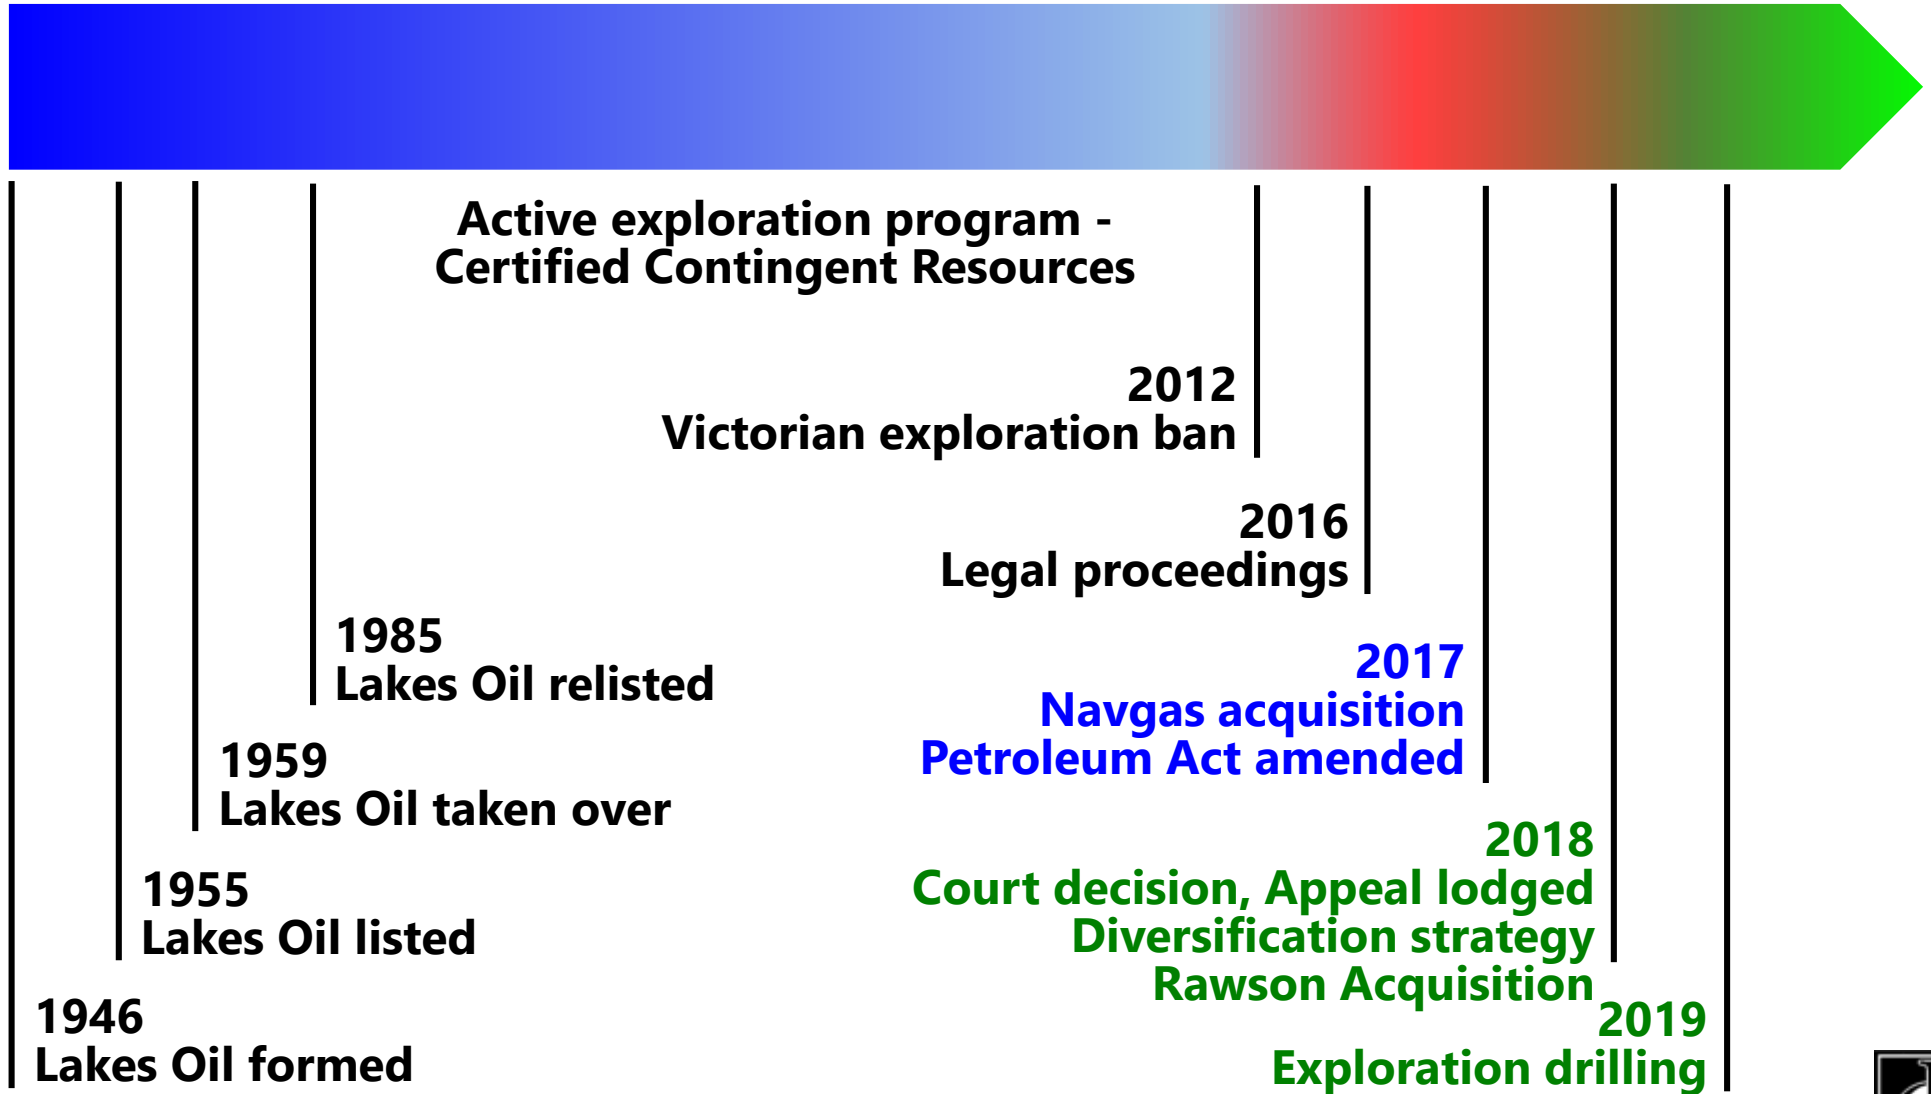 Active exploration program -
Certified Contingent Resources
2012
Victorian exploration ban
2016
Legal proceedings
1985
Lakes Oil relisted
2017
Navgas acquisition
Petroleum Act amended
1959
Lakes Oil taken over
2018
Court decision, Appeal lodged
Diversification strategy
Rawson Acquisition
1955
Lakes Oil listed
1946
Lakes Oil formed
2019
Exploration drilling